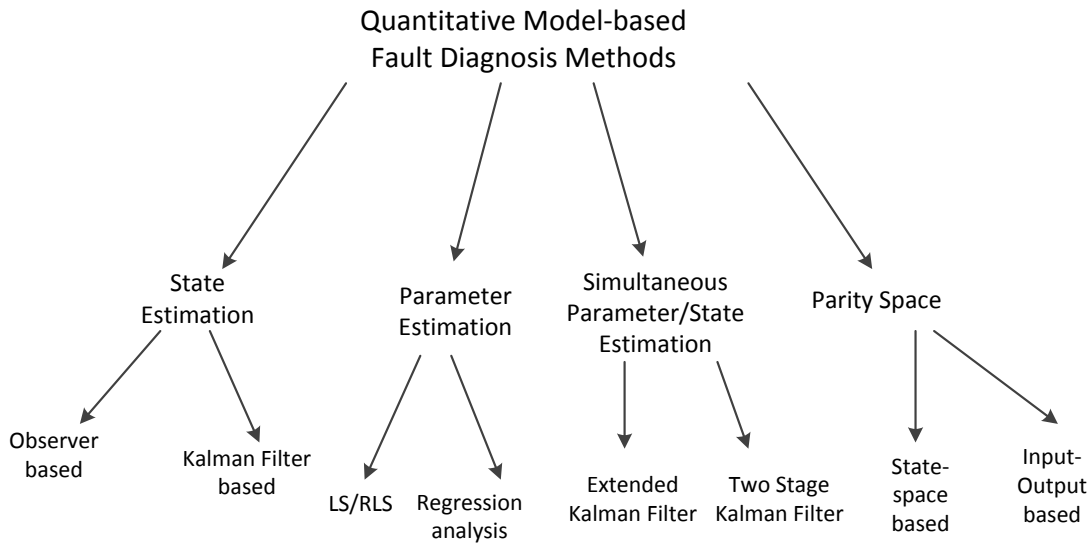 Quantitative Model-based
Fault Diagnosis Methods
State
Estimation
Parameter
Estimation
Simultaneous
Parameter/State
Estimation
Parity Space
Observer
based
Kalman Filter
based
LS/RLS
Regression
analysis
Extended
Kalman Filter
Two Stage
Kalman Filter
State-
space
based
Input-
Output
based